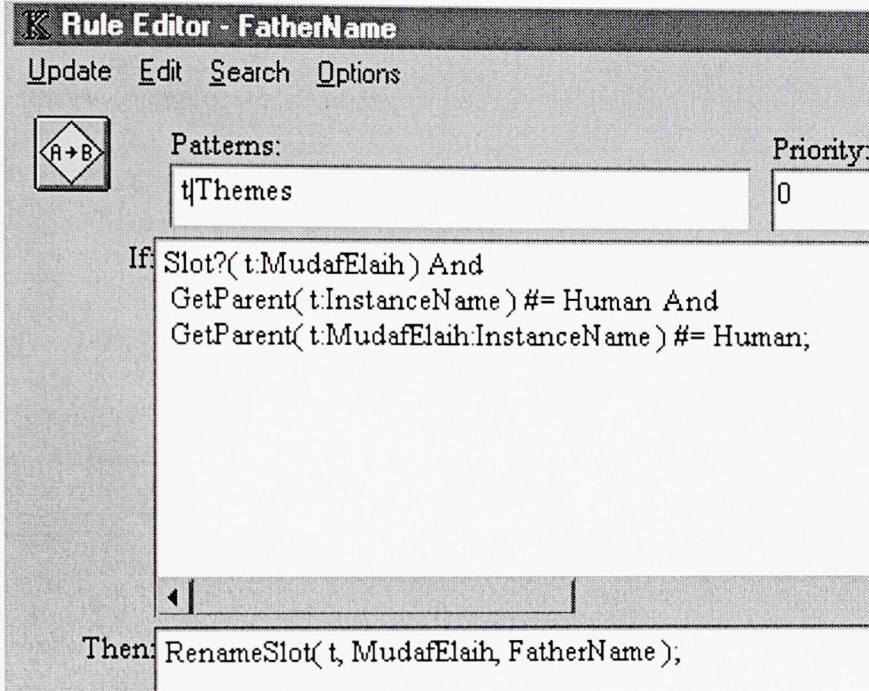 K Rule Editor - FatherName
Update Edit Search Options
A→B
Patterns:
Priority:
t|Themes
0
If:
Slot?( t:MudafElaih ) And
GetParent( t:InstanceName ) #= Human And
GetParent( t:MudafElaih:InstanceName ) #= Human;
Then:
RenameSlot( t, MudafElaih, FatherName );